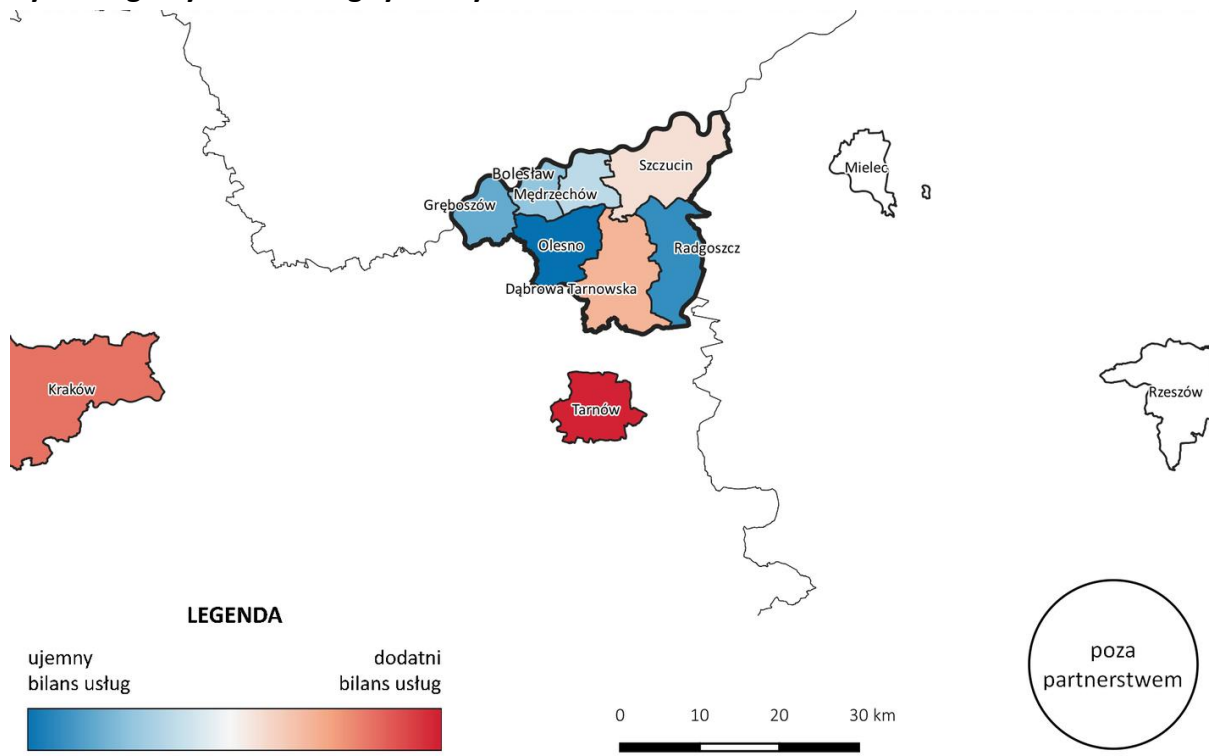 Szczucin
Mielec
Bolesław
Mędrzechów
Gręboszów
Olesno
Radgoszcz
Dąbrowa Tarnowska
Kraków
Tarnów
Rzeszów
LEGENDA
ujemny
bilans usług
dodatni
bilans usług
0 10 20 30 km
poza
partnerstwem